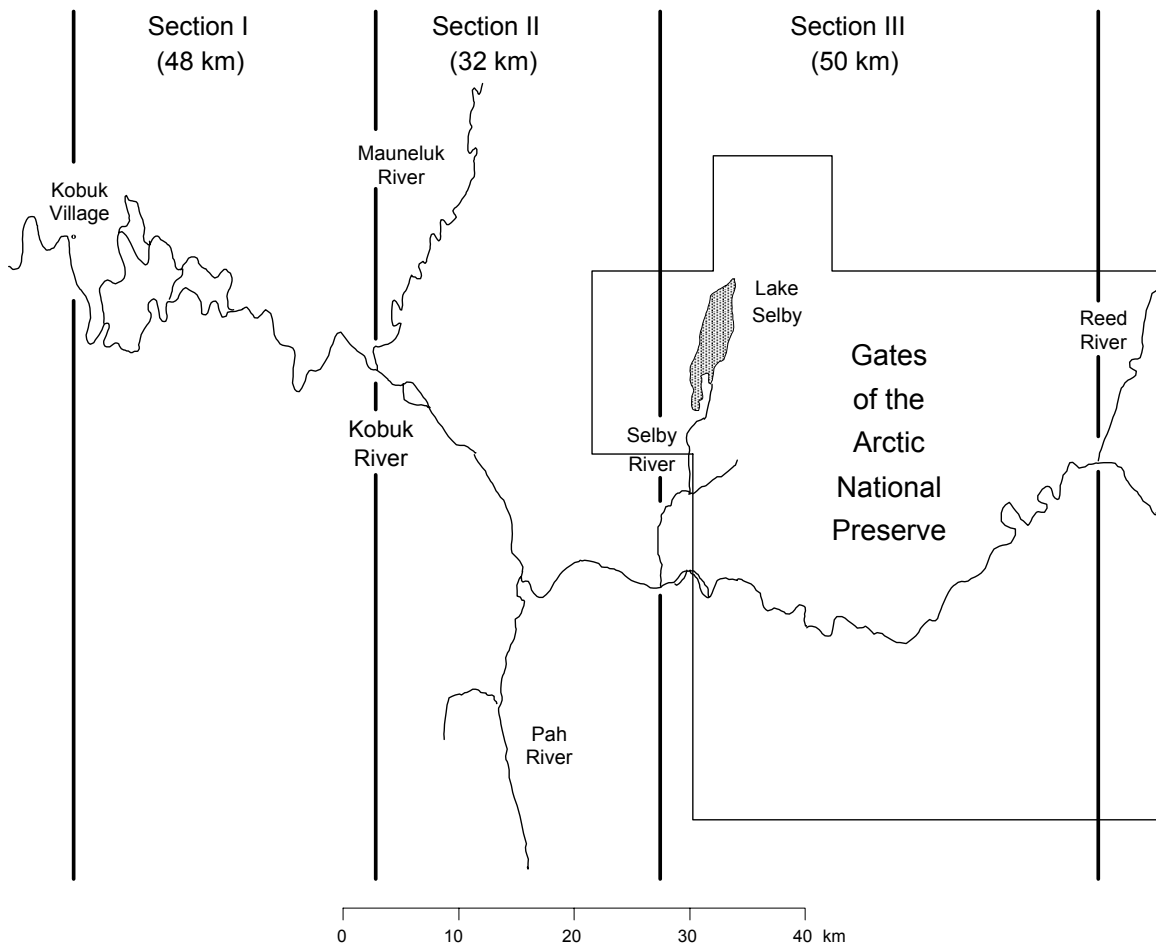 Section I
(48 km)
Section II
(32 km)
Section III
(50 km)
Mauneluk
River
Kobuk
Village
Lake
Selby
Reed
River
Gates
of the
Arctic
National
Preserve
Kobuk
River
Selby
River
Pah
River
0 10 20 30 40 km